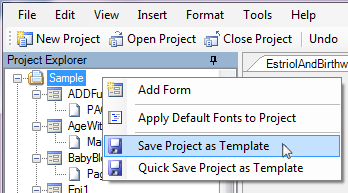 File Edit View Insert Format Tools Help
New Project Open Project Close Project Undo
Project Explorer
EstriolAndBirthw
Sample
Add Form
ADDFu
PAG
Apply Default Fonts to Project
AgeWit
Ma
Save Project as Template
BabyBlo
Quick Save Project as Template
Pag
Epi1